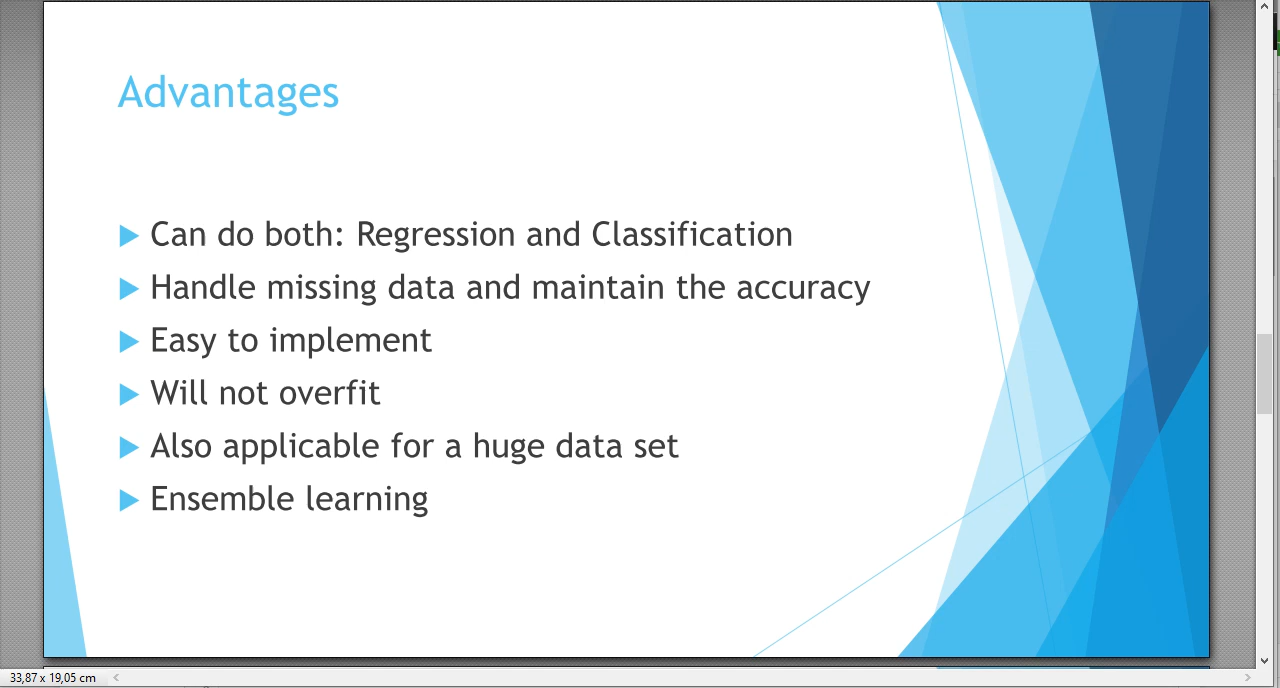 Advantages
Can do both: Regression and Classification
Handle missing data and maintain the accuracy
Easy to implement
Will not overfit
Also applicable for a huge data set
Ensemble learning
33,87 x 19,05 cm